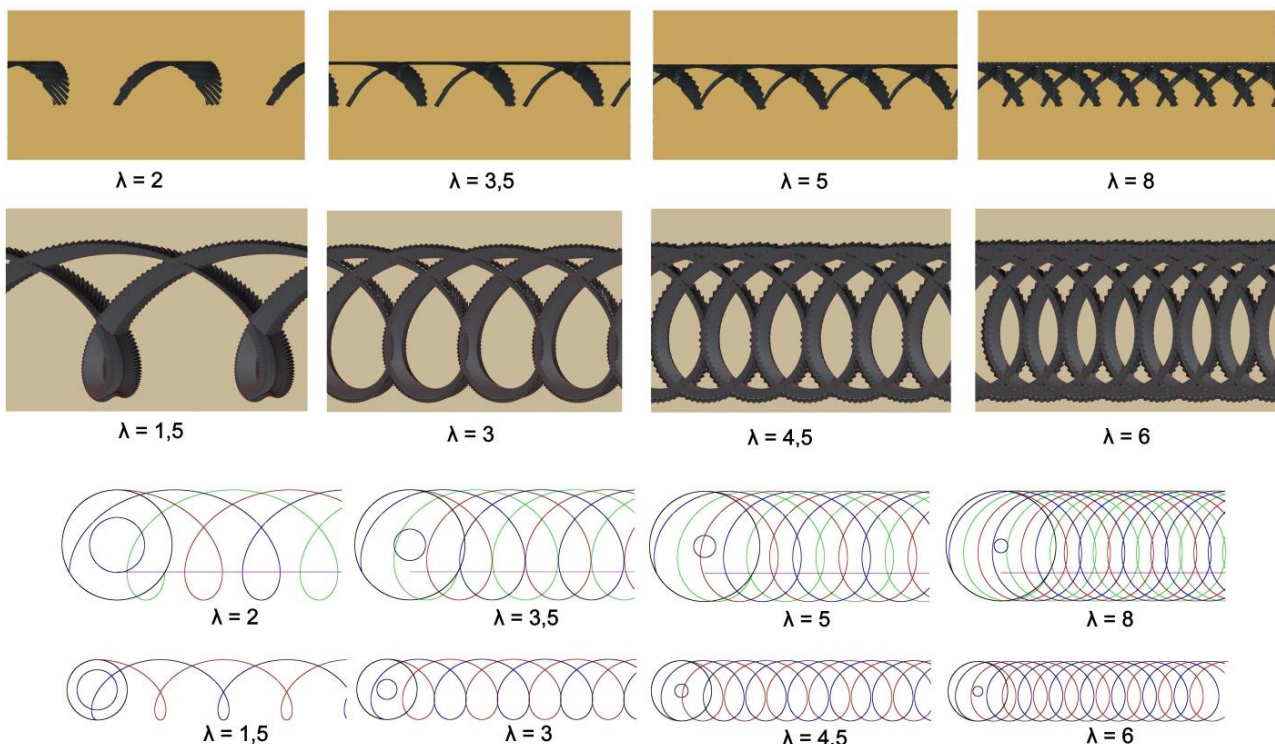 λ = 2 λ = 3,5 λ = 5 λ = 8
λ = 1,5 λ = 3 λ = 4,5 λ = 6
λ = 2 λ = 3,5 λ = 5 λ = 8
λ = 1,5 λ = 3 λ = 4,5 λ = 6